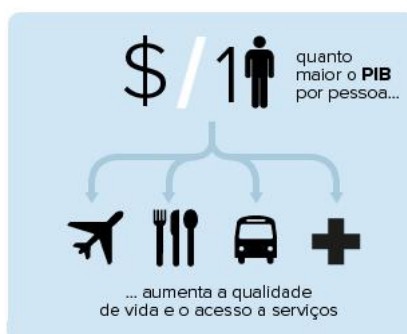 $/1
quanto
maior o PIB
por pessoa...
... aumenta a qualidade
de vida e o acesso a serviços